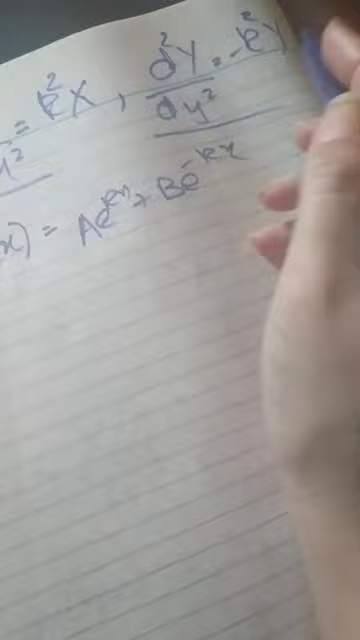 = k²X, d²Y/dy² = -k²Y
x) = Ae^kx + Be^-kx